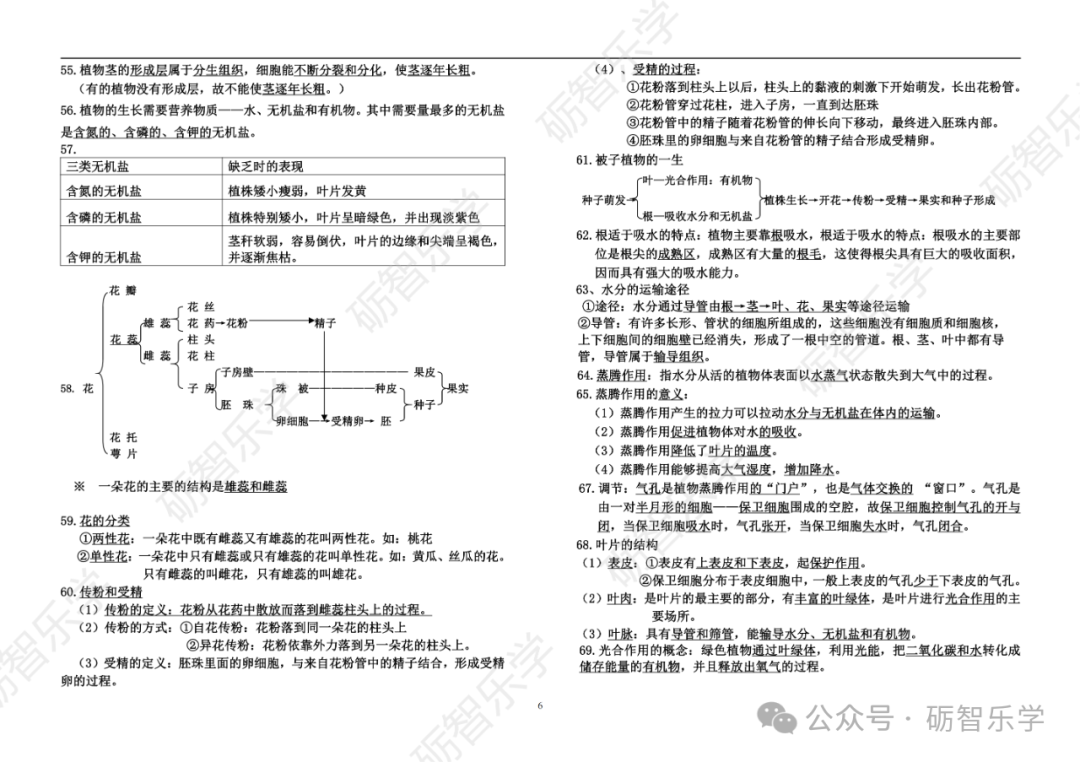 55. 植物茎的形成层属于分生组织，细胞能不断分裂和分化，使茎逐年长粗。
（有的植物没有形成层，故不能使茎逐年长粗。）
56. 植物的生长需要营养物质——水、无机盐和有机物。其中需要量最多的无机盐
是含氮的、含磷的、含钾的无机盐。
57.
三类无机盐 缺乏时的表现
含氮的无机盐 植株矮小瘦弱，叶片发黄
含磷的无机盐 植株特别矮小，叶片呈暗绿色，并出现淡紫色
茎秆软弱，容易倒伏，叶片的边缘和尖端呈褐色，
含钾的无机盐 并逐渐焦枯。
花 瓣
花 丝
雄 蕊 花 药→花粉→精子
花 蕊 柱 头
雌 蕊 花 柱
子房壁 果皮
58. 花 子 房 珠 被 种皮 果实
胚 珠 种子
卵细胞→受精卵→ 胚
花 托
萼 片
※ 一朵花的主要的结构是雄蕊和雌蕊
59. 花的分类
①两性花：一朵花中既有雌蕊又有雄蕊的花叫两性花。如：桃花
②单性花：一朵花中只有雌蕊或只有雄蕊的花叫单性花。如：黄瓜、丝瓜的花。
只有雌蕊的叫雌花，只有雄蕊的叫雄花。
60. 传粉和受精
（1）传粉的定义：花粉从花药中散放而落到雌蕊柱头上的过程。
（2）传粉的方式：①自花传粉：花粉落到同一朵花的柱头上
②异花传粉：花粉依靠外力落到另一朵花的柱头上。
（3）受精的定义：胚珠里面的卵细胞，与来自花粉管中的精子结合，形成受精
卵的过程。
（4）、受精的过程：
①花粉落到柱头上以后，柱头上的黏液的刺激下开始萌发，长出花粉管。
②花粉管穿过花柱，进入子房，一直到达胚珠
③花粉管中的精子随着花粉管的伸长向下移动，最终进入胚珠内部。
④胚珠里的卵细胞与来自花粉管的精子结合形成受精卵。
61. 被子植物的一生
叶—光合作用：有机物
种子萌发→ 植株生长→开花→传粉→受精→果实和种子形成
根—吸收水分和无机盐
62. 根适于吸水的特点：植物主要靠根吸水，根适于吸水的特点：根吸水的主要部
位是根尖的成熟区，成熟区有大量的根毛，这使得根尖具有巨大的吸收面积，
因而具有强大的吸水能力。
63、水分的运输途径
①途径：水分通过导管由根→茎→叶、花、果实等途径运输
②导管：有许多长形、管状的细胞所组成的，这些细胞没有细胞质和细胞核，
上下细胞间的细胞壁已经消失，形成了一根中空的管道。根、茎、叶中都有导
管，导管属于输导组织。
64. 蒸腾作用：指水分从活的植物体表面以水蒸气状态散失到大气中的过程。
65. 蒸腾作用的意义：
（1）蒸腾作用产生的拉力可以拉动水分与无机盐在体内的运输。
（2）蒸腾作用促进植物体对水的吸收。
（3）蒸腾作用降低了叶片的温度。
（4）蒸腾作用能够提高大气湿度，增加降水。
67. 调节：气孔是植物蒸腾作用的“门户”，也是气体交换的 “窗口”。气孔是
由一对半月形的细胞——保卫细胞围成的空腔，故保卫细胞控制气孔的开与
闭，当保卫细胞吸水时，气孔张开，当保卫细胞失水时，气孔闭合。
68. 叶片的结构
（1）表皮：①表皮有上表皮和下表皮，起保护作用。
②保卫细胞分布于表皮细胞中，一般上表皮的气孔少于下表皮的气孔。
（2）叶肉：是叶片的最主要的部分，有丰富的叶绿体，是叶片进行光合作用的主
要场所。
（3）叶脉：具有导管和筛管，能输导水分、无机盐和有机物。
69. 光合作用的概念：绿色植物通过叶绿体，利用光能，把二氧化碳和水转化成
储存能量的有机物，并且释放出氧气的过程。
6
公众号 · 砺智乐学
砺智乐学
砺智乐学
砺智乐学
砺智乐学
砺智乐学
砺智乐学
砺智乐学
砺智乐学
砺智乐学